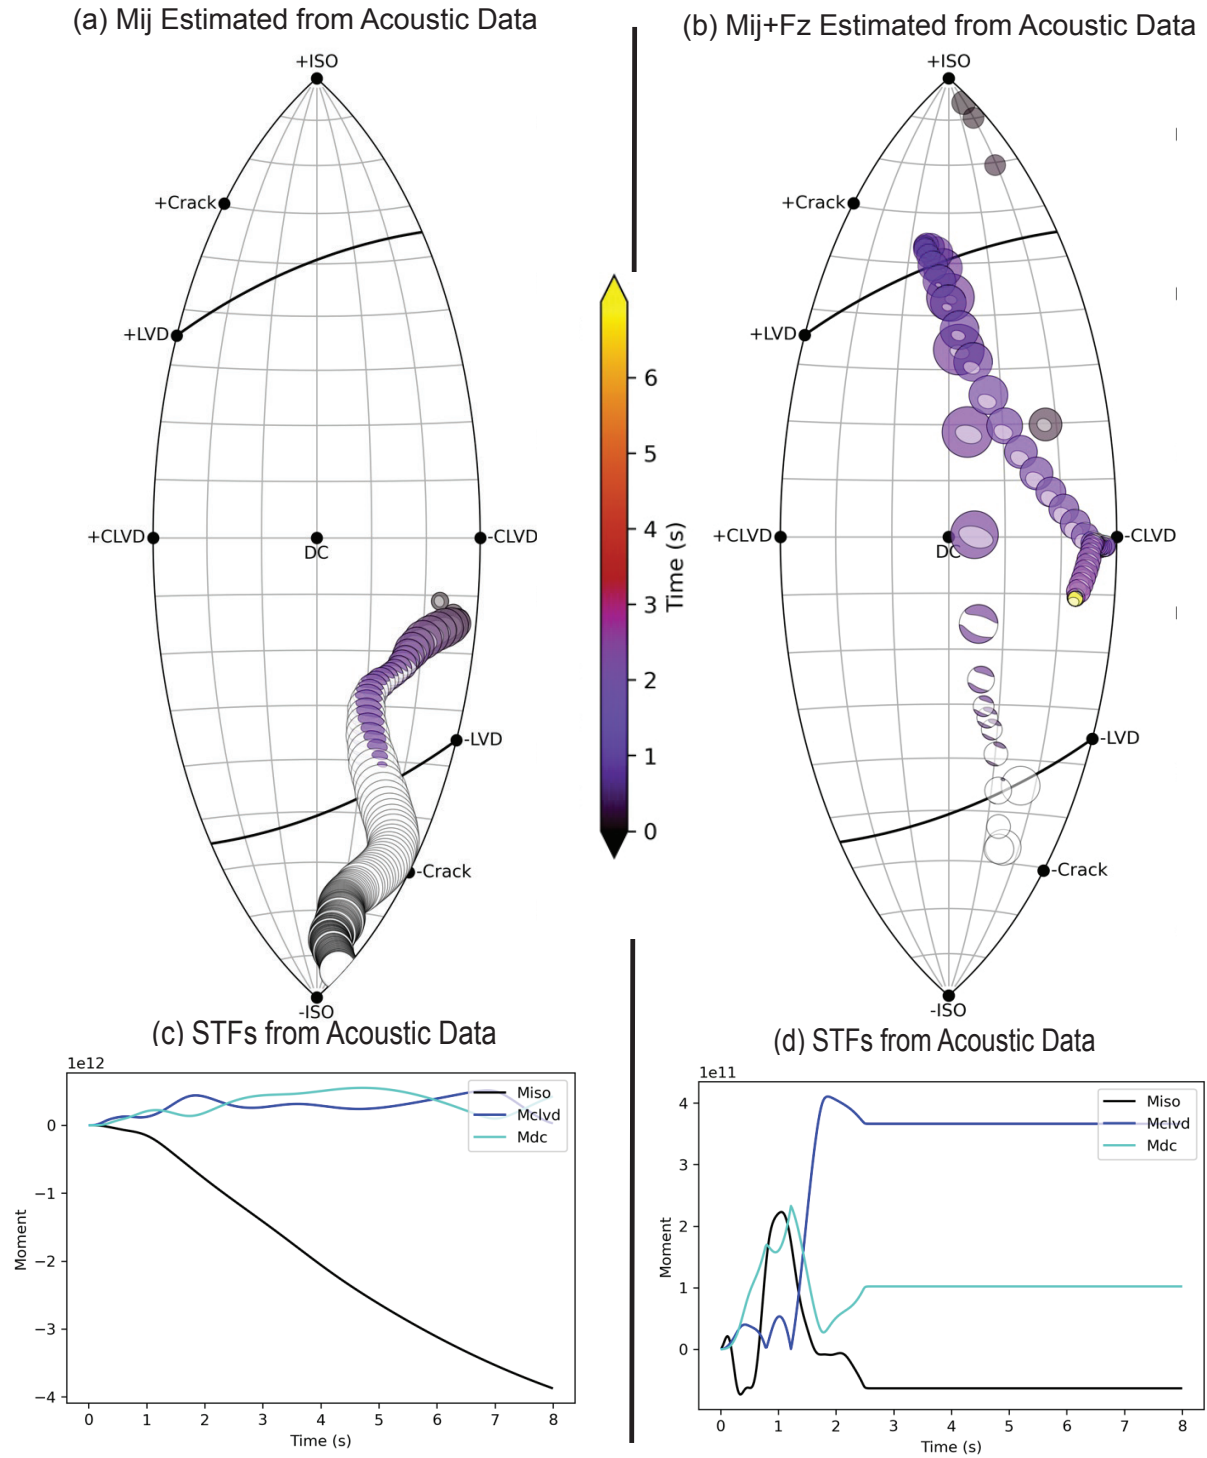 (a) Mij Estimated from Acoustic Data
+ISO
+Crack
+LVD
+CLVD
DC
-CLVD
-LVD
-Crack
-ISO
(b) Mij+Fz Estimated from Acoustic Data
+ISO
+Crack
+LVD
+CLVD
DC
-CLVD
-LVD
-Crack
-ISO
6
5
4
3
2
1
0
Time (s)
(c) STFs from Acoustic Data
1e12
Miso
Mclvd
Mdc
0
−1
−2
−3
−4
Moment
0 1 2 3 4 5 6 7 8
Time (s)
(d) STFs from Acoustic Data
1e11
Miso
Mclvd
Mdc
4
3
2
1
0
Moment
0 1 2 3 4 5 6 7 8
Time (s)